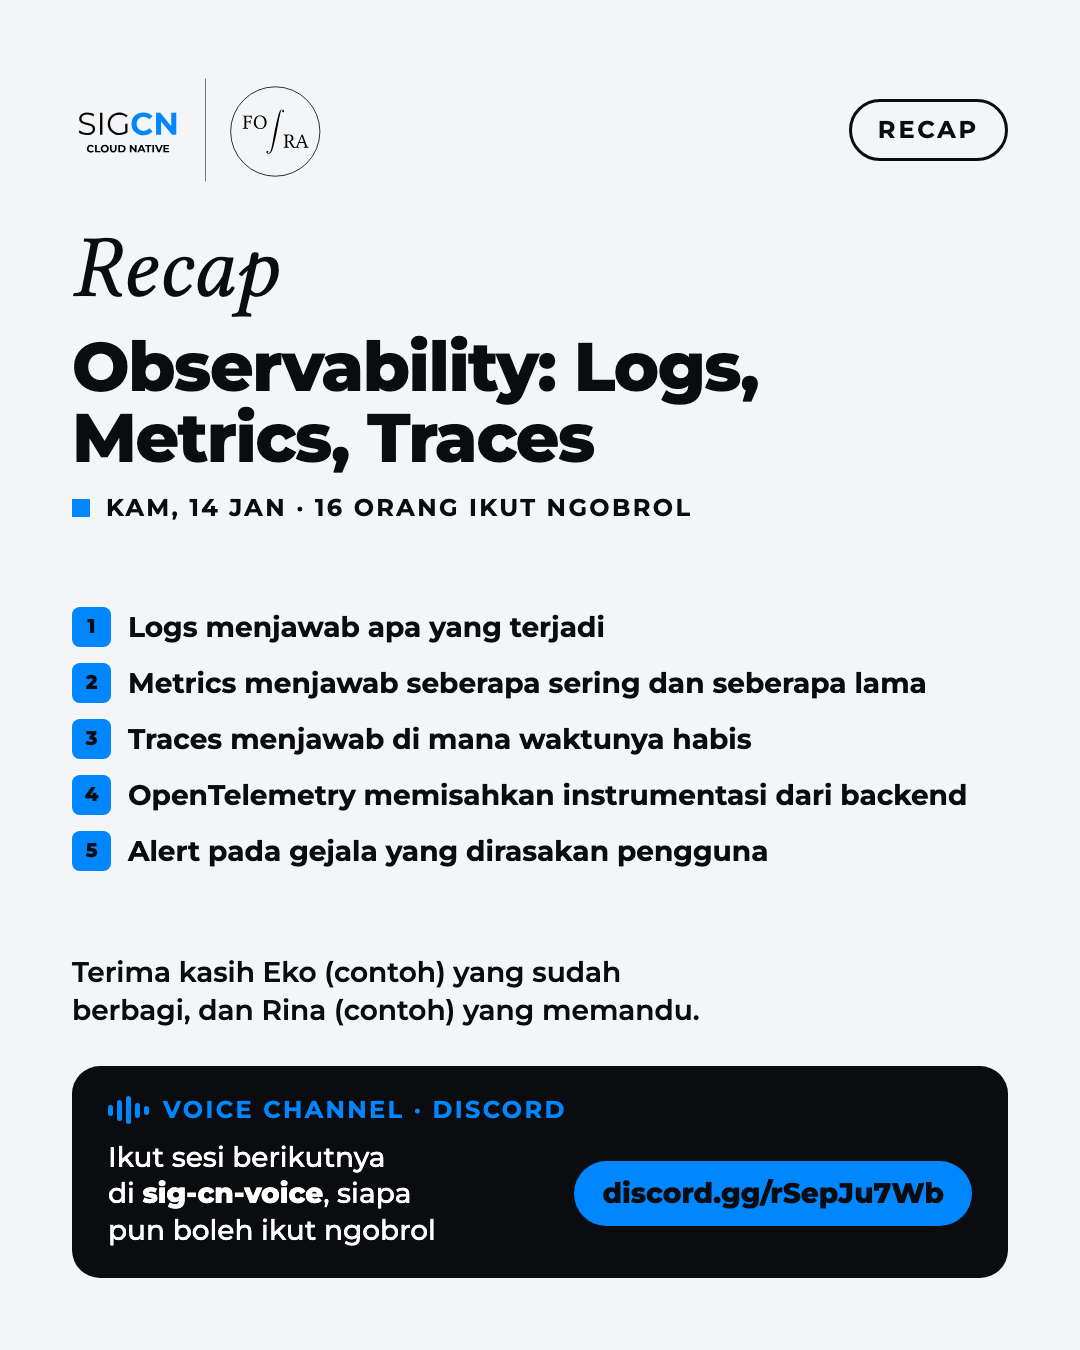 SIGCN
CLOUD NATIVE
FO
RA
RECAP
Recap
Observability: Logs,
Metrics, Traces
KAM, 14 JAN · 16 ORANG IKUT NGOBROL
1 Logs menjawab apa yang terjadi
2 Metrics menjawab seberapa sering dan seberapa lama
3 Traces menjawab di mana waktunya habis
4 OpenTelemetry memisahkan instrumentasi dari backend
5 Alert pada gejala yang dirasakan pengguna
Terima kasih Eko (contoh) yang sudah
berbagi, dan Rina (contoh) yang memandu.
VOICE CHANNEL · DISCORD
Ikut sesi berikutnya
di sig-cn-voice, siapa
pun boleh ikut ngobrol
discord.gg/rSepJu7Wb